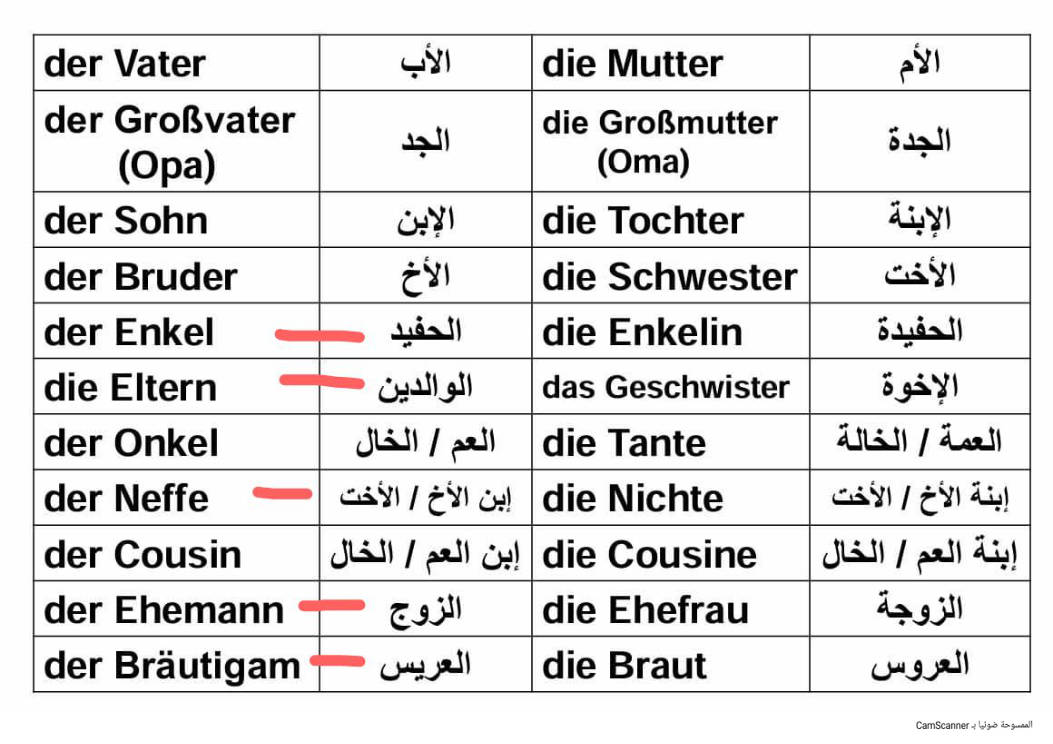 der Vater الأب die Mutter الأم
der Großvater الجد die Großmutter الجدة
(Opa) (Oma)
der Sohn الإبن die Tochter الإبنة
der Bruder الأخ die Schwester الأخت
der Enkel الحفيد die Enkelin الحفيدة
die Eltern الوالدين das Geschwister الإخوة
der Onkel العم / الخال die Tante العمة / الخالة
der Neffe إبن الأخ / الأخت die Nichte إبنة الأخ / الأخت
der Cousin إبن العم / الخال die Cousine إبنة العم / الخال
der Ehemann الزوج die Ehefrau الزوجة
der Bräutigam العريس die Braut العروس
الممسوحة ضوئيا بـ CamScanner